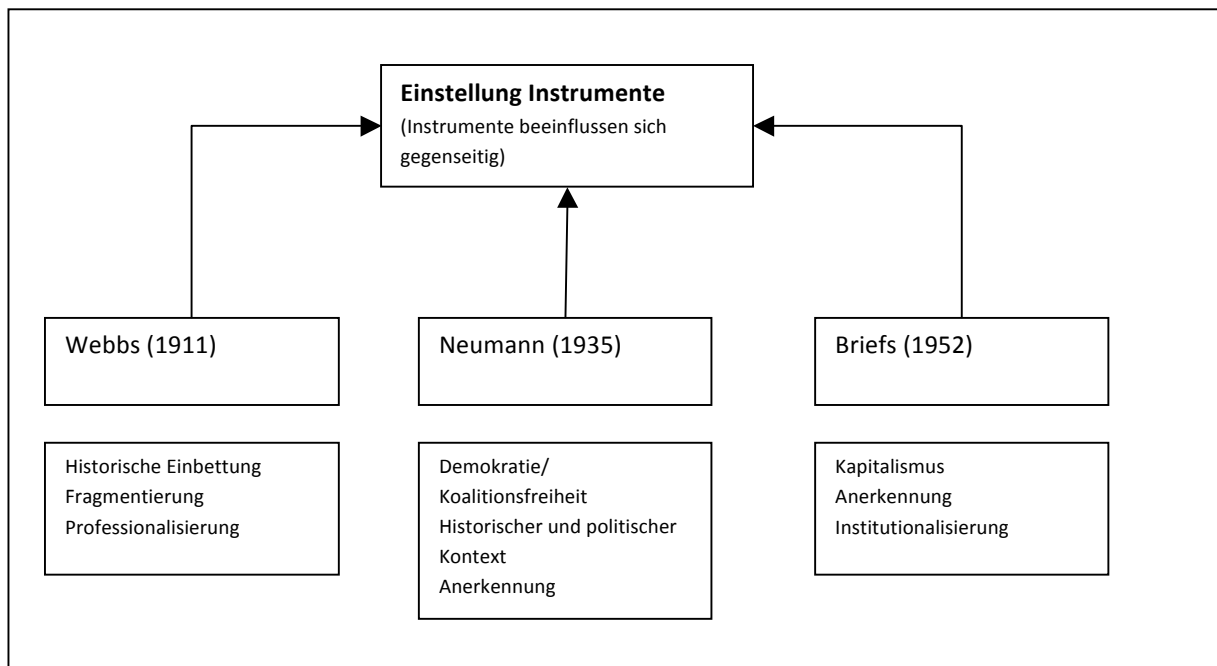 Einstellung Instrumente
(Instrumente beeinflussen sich
gegenseitig)
Webbs (1911)
Neumann (1935)
Briefs (1952)
Historische Einbettung
Fragmentierung
Professionalisierung
Demokratie/
Koalitionsfreiheit
Historischer und politischer
Kontext
Anerkennung
Kapitalismus
Anerkennung
Institutionalisierung